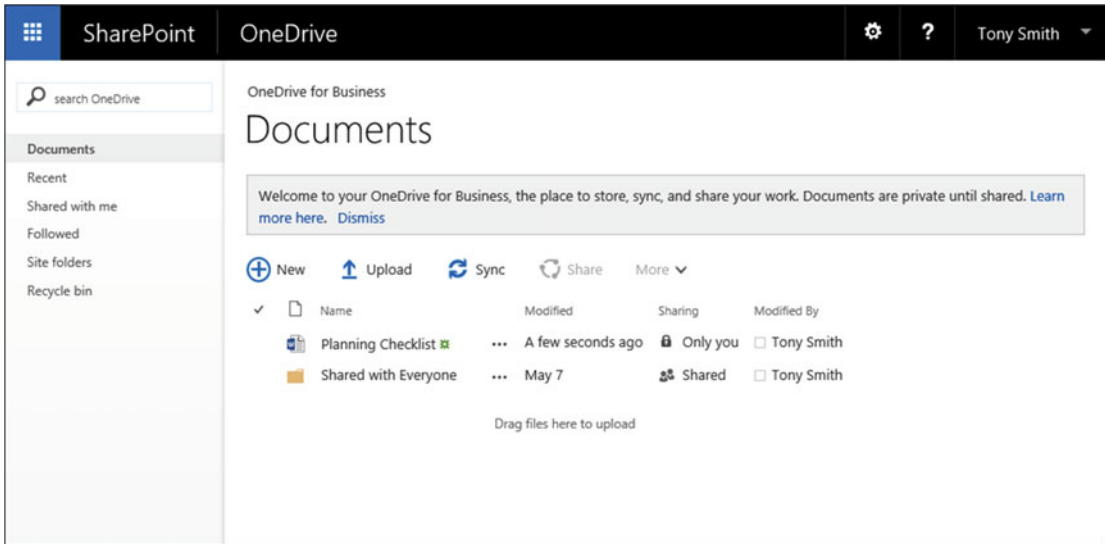 SharePoint OneDrive ? Tony Smith
search OneDrive
Documents
Recent
Shared with me
Followed
Site folders
Recycle bin
OneDrive for Business
Documents
Welcome to your OneDrive for Business, the place to store, sync, and share your work. Documents are private until shared. Learn
more here. Dismiss
New Upload Sync Share More
Name Modified Sharing Modified By
Planning Checklist ... A few seconds ago Only you Tony Smith
Shared with Everyone ... May 7 Shared Tony Smith
Drag files here to upload